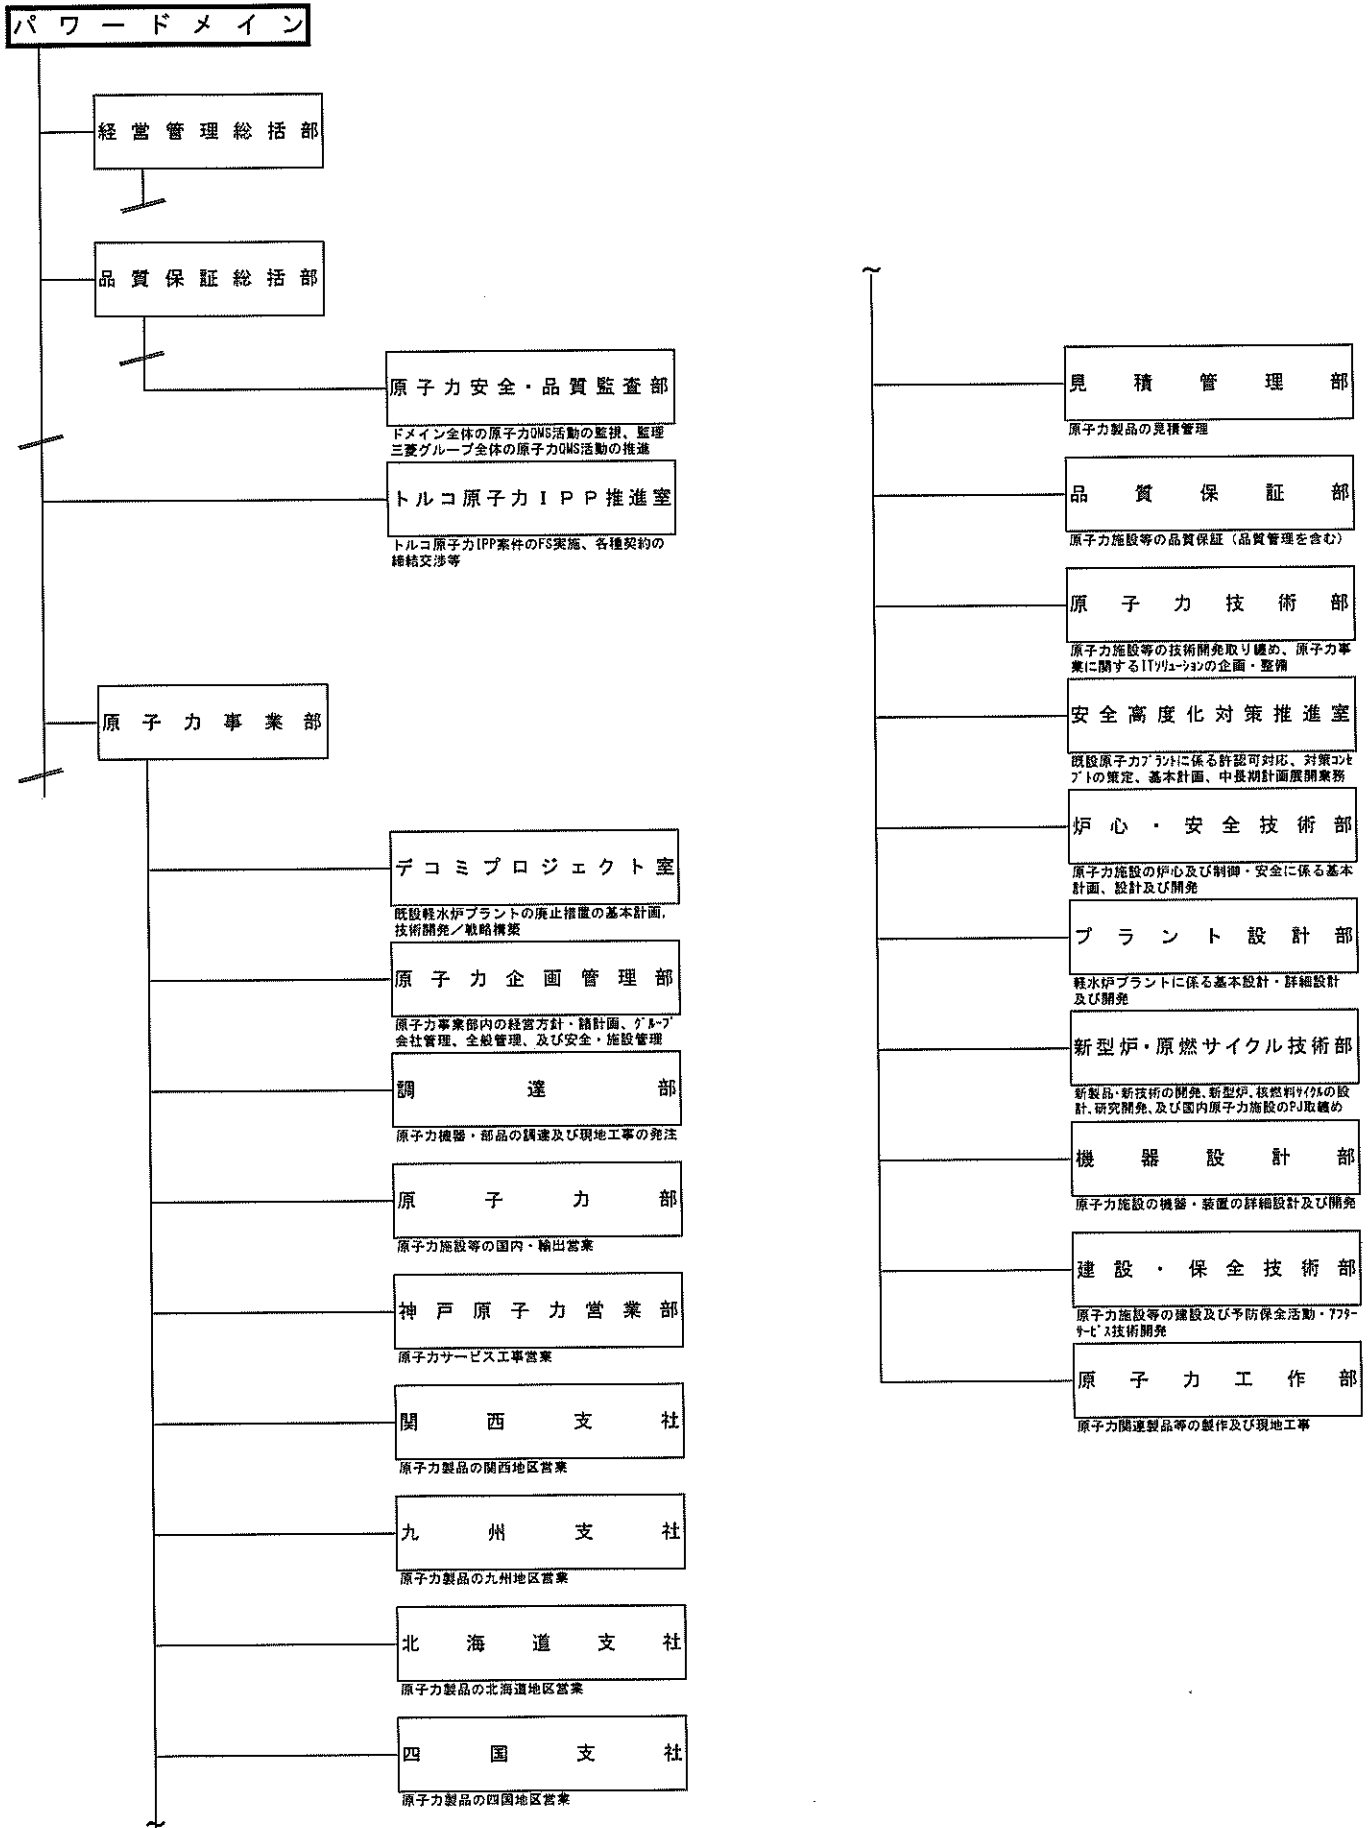 パワードメイン
経営管理総括部
品質保証総括部
原子力安全・品質監査部
ドメイン全体の原子力QMS活動の監視、監理
三菱グループ全体の原子力QMS活動の推進
トルコ原子力IPP推進室
トルコ原子力IPP案件のFS実施、各種契約の
締結交渉等
原子力事業部
デコミプロジェクト室
既設軽水炉プラントの廃止措置の基本計画,
技術開発／戦略構築
原子力企画管理部
原子力事業部内の経営方針・諸計画、グループ
会社管理、全般管理、及び安全・施設管理
調達部
原子力機器・部品の調達及び現地工事の発注
原子力部
原子力施設等の国内・輸出営業
神戸原子力営業部
原子力サービス工事営業
関西支社
原子力製品の関西地区営業
九州支社
原子力製品の九州地区営業
北海道支社
原子力製品の北海道地区営業
四国支社
原子力製品の四国地区営業
見積管理部
原子力製品の見積管理
品質保証部
原子力施設等の品質保証（品質管理を含む）
原子力技術部
原子力施設等の技術開発取り纏め、原子力事
業に関するITソリューションの企画・整備
安全高度化対策推進室
既設原子力プラントに係る許認可対応、対策コンセ
プトの策定、基本計画、中長期計画展開業務
炉心・安全技術部
原子力施設の炉心及び制御・安全に係る基本
計画、設計及び開発
プラント設計部
軽水炉プラントに係る基本設計・詳細設計
及び開発
新型炉・原燃サイクル技術部
新製品・新技術の開発、新型炉、核燃料サイクルの設
計、研究開発、及び国内原子力施設のPJ取纏め
機器設計部
原子力施設の機器・装置の詳細設計及び開発
建設・保全技術部
原子力施設等の建設及び予防保全活動・アフター
サービス技術開発
原子力工作部
原子力関連製品等の製作及び現地工事